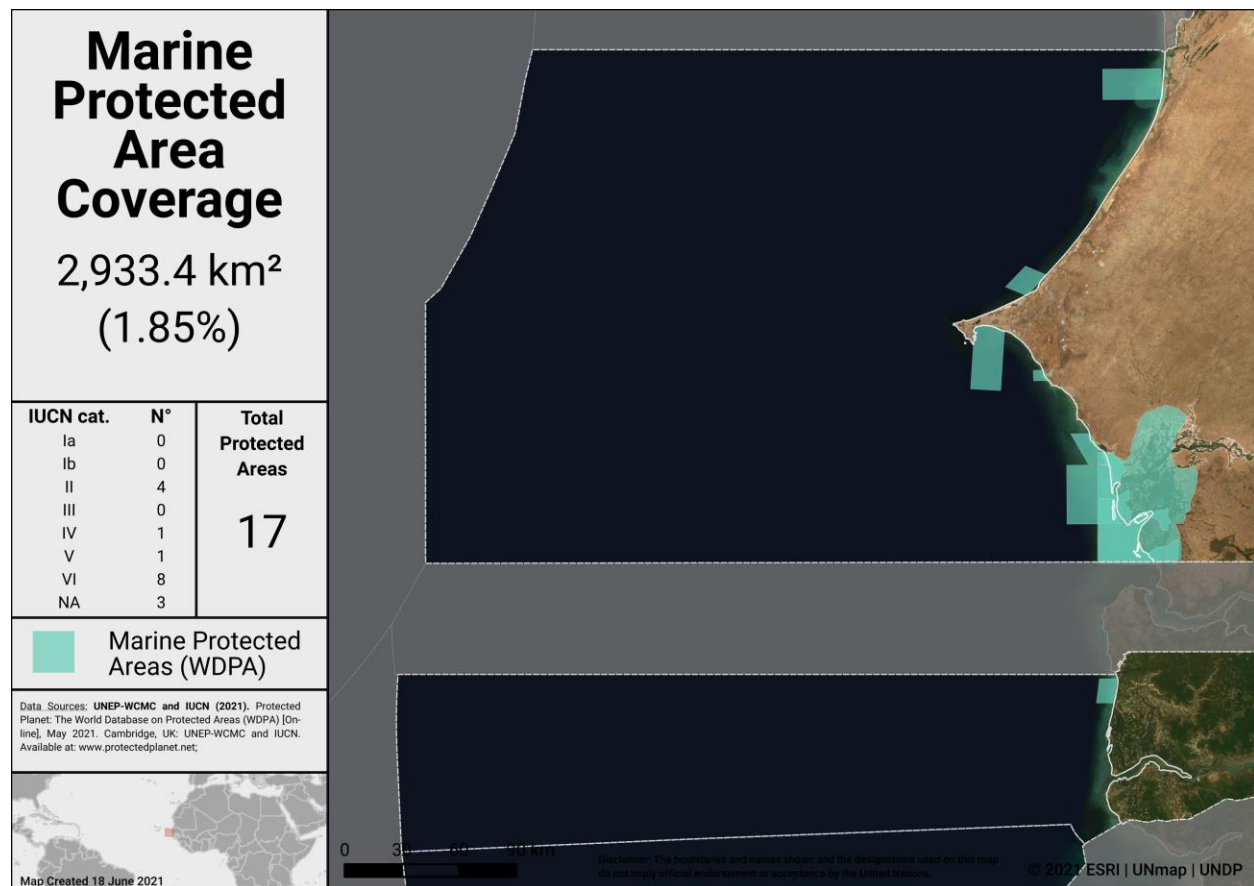 Marine
Protected
Area
Coverage
2,933.4 km²
(1.85%)
IUCN cat. N°
Ia 0
Ib 0
II 4
III 0
IV 1
V 1
VI 8
NA 3
Total
Protected
Areas
17
Marine Protected
Areas (WDPA)
Data Sources: UNEP-WCMC and IUCN (2021). Protected
Planet: The World Database on Protected Areas (WDPA) [On-
line], May 2021. Cambridge, UK: UNEP-WCMC and IUCN.
Available at: www.protectedplanet.net;
Map Created 18 June 2021
0 30 60 90 km
Disclaimer: The boundaries and names shown and the designations used on this map
do not imply official endorsement or acceptance by the United Nations.
© 2021 ESRI | UNmap | UNDP